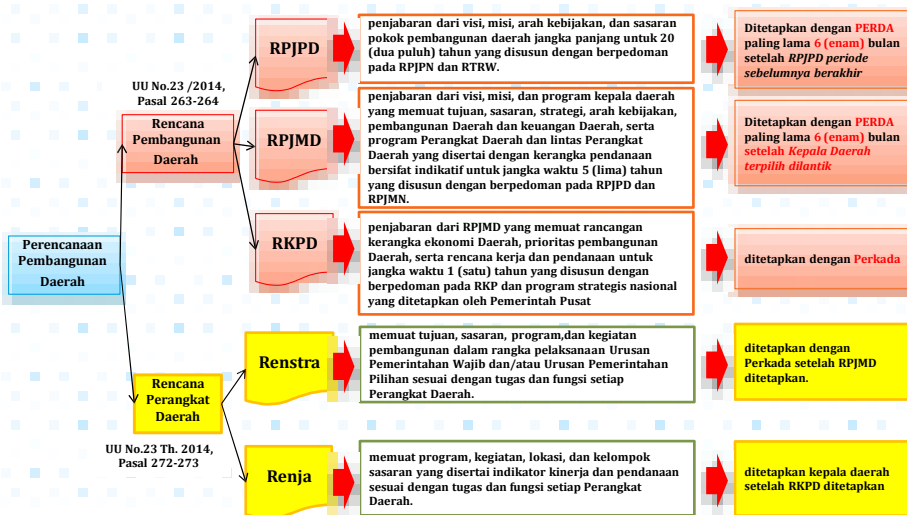 RPJPD
penjabaran dari visi, misi, arah kebijakan, dan sasaran
pokok pembangunan daerah jangka panjang untuk 20
(dua puluh) tahun yang disusun dengan berpedoman
pada RPJPN dan RTRW.
Ditetapkan dengan PERDA
paling lama 6 (enam) bulan
setelah RPJPD periode
sebelumnya berakhir
UU No.23 /2014,
Pasal 263-264
Rencana
Pembangunan
Daerah
RPJMD
penjabaran dari visi, misi, dan program kepala daerah
yang memuat tujuan, sasaran, strategi, arah kebijakan,
pembangunan Daerah dan keuangan Daerah, serta
program Perangkat Daerah dan lintas Perangkat
Daerah yang disertai dengan kerangka pendanaan
bersifat indikatif untuk jangka waktu 5 (lima) tahun
yang disusun dengan berpedoman pada RPJPD dan
RPJMN.
Ditetapkan dengan PERDA
paling lama 6 (enam) bulan
setelah Kepala Daerah
terpilih dilantik
Perencanaan
Pembangunan
Daerah
RKPD
penjabaran dari RPJMD yang memuat rancangan
kerangka ekonomi Daerah, prioritas pembangunan
Daerah, serta rencana kerja dan pendanaan untuk
jangka waktu 1 (satu) tahun yang disusun dengan
berpedoman pada RKP dan program strategis nasional
yang ditetapkan oleh Pemerintah Pusat
ditetapkan dengan Perkada
Rencana
Perangkat
Daerah
UU No.23 Th. 2014,
Pasal 272-273
Renstra
memuat tujuan, sasaran, program,dan kegiatan
pembangunan dalam rangka pelaksanaan Urusan
Pemerintahan Wajib dan/atau Urusan Pemerintahan
Pilihan sesuai dengan tugas dan fungsi setiap
Perangkat Daerah.
ditetapkan dengan
Perkada setelah RPJMD
ditetapkan.
Renja
memuat program, kegiatan, lokasi, dan kelompok
sasaran yang disertai indikator kinerja dan pendanaan
sesuai dengan tugas dan fungsi setiap Perangkat
Daerah.
ditetapkan kepala daerah
setelah RKPD ditetapkan